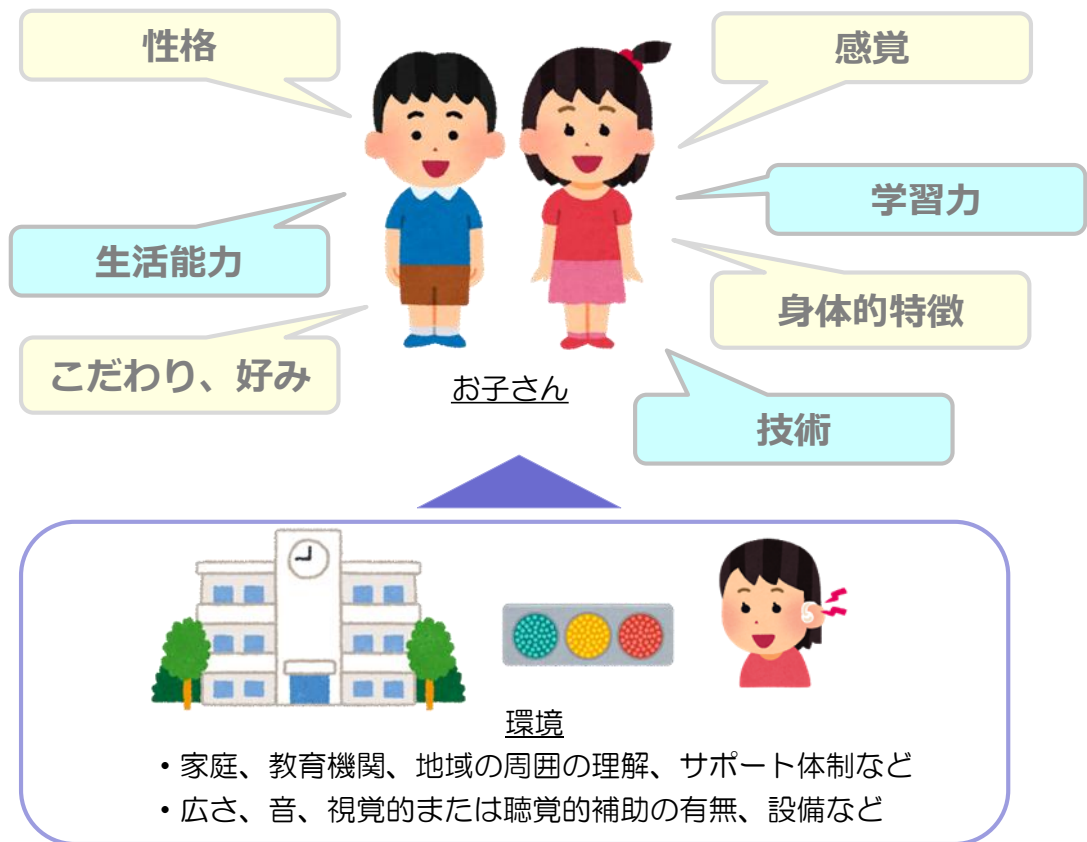 性格
感覚
学習力
生活能力
身体的特徴
こだわり、好み
お子さん
技術
環境
・家庭、教育機関、地域の周囲の理解、サポート体制など
・広さ、音、視覚的または聴覚的補助の有無、設備など